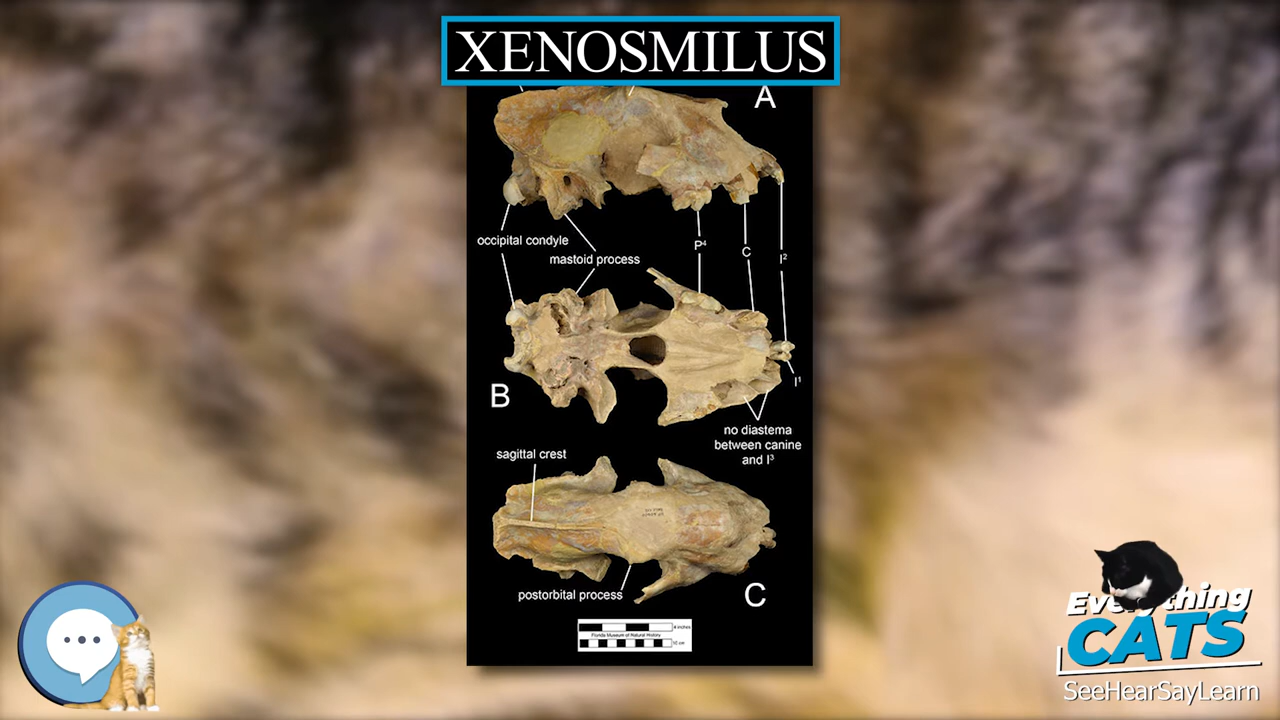 XENOSMILUS
A
occipital condyle
mastoid process
P⁴
C
I²
I¹
B
no diastema
between canine
and I³
sagittal crest
postorbital process
C
4 inches
Florida Museum of Natural History
10 cm
Everything
CATS
SeeHearSayLearn